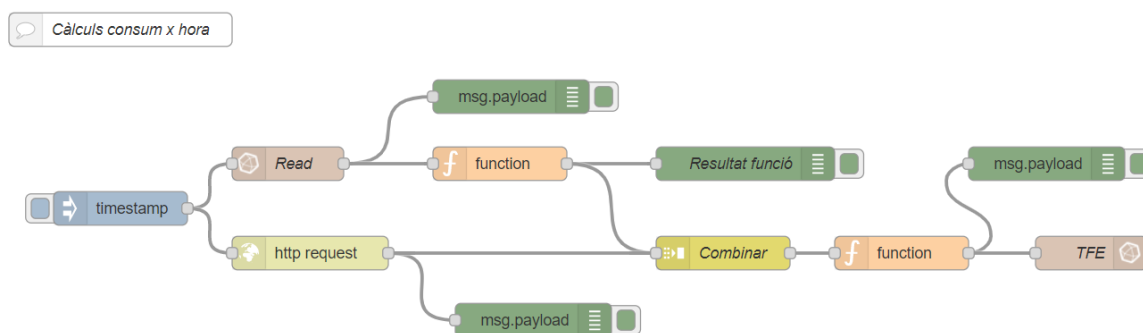 Càlculs consum x hora
msg.payload
Read
function
Resultat funció
msg.payload
timestamp
http request
Combinar
function
TFE
msg.payload